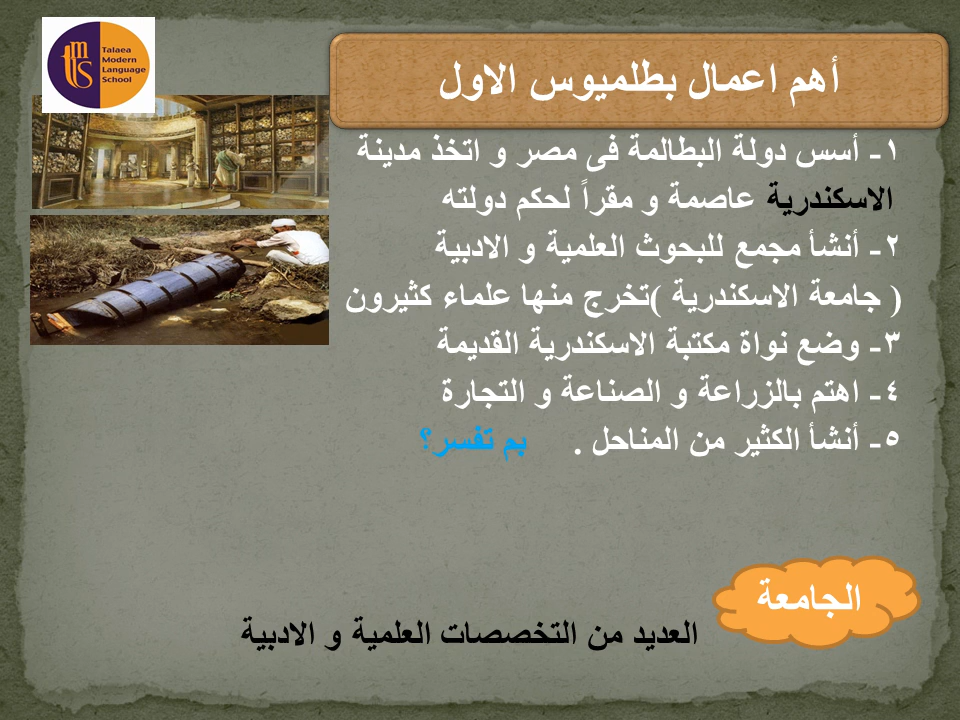 Talaea
Modern
Language
School
mtls
أهم اعمال بطلميوس الاول
١- أسس دولة البطالمة فى مصر و اتخذ مدينة
الاسكندرية عاصمة و مقراً لحكم دولته
٢- أنشأ مجمع للبحوث العلمية و الادبية
( جامعة الاسكندرية )تخرج منها علماء كثيرون
٣- وضع نواة مكتبة الاسكندرية القديمة
٤- اهتم بالزراعة و الصناعة و التجارة
٥- أنشأ الكثير من المناحل . بم تفسر؟
الجامعة
العديد من التخصصات العلمية و الادبية